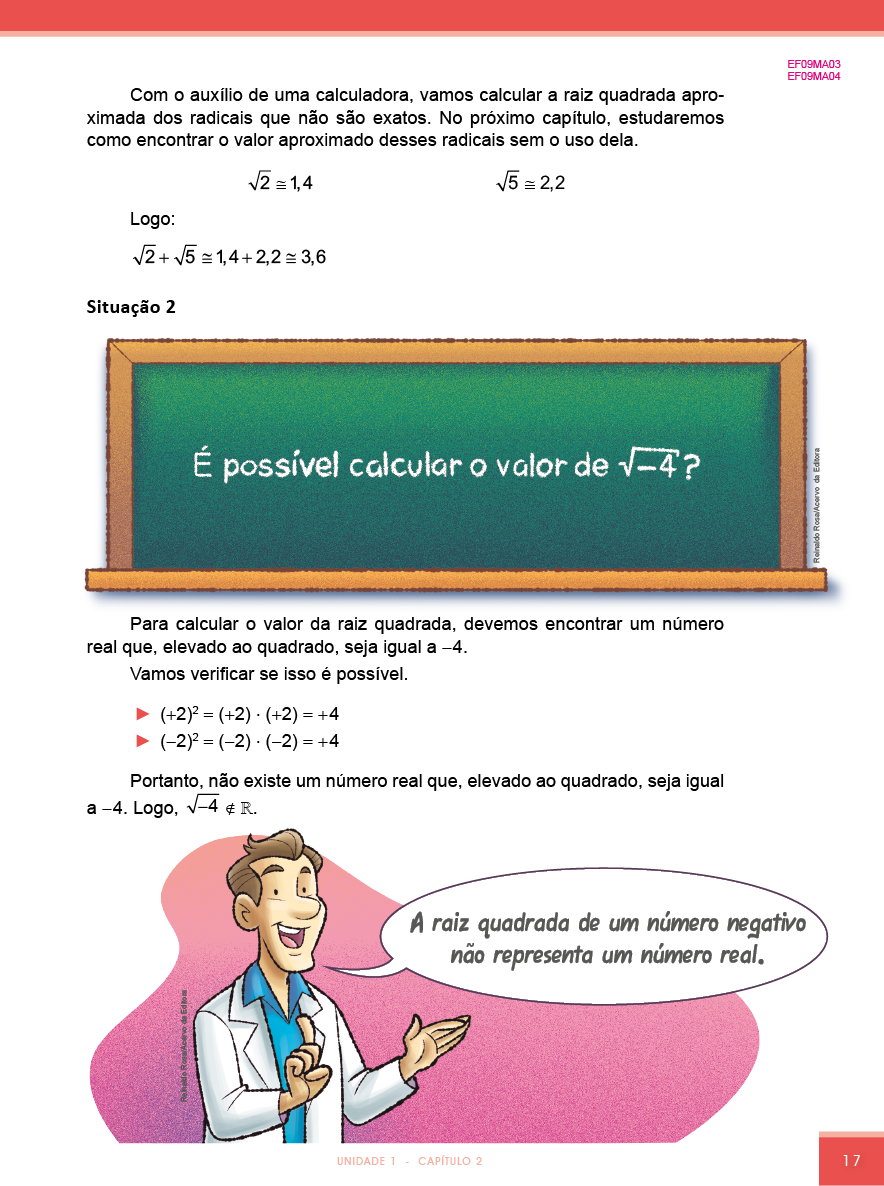 EF09MA03
EF09MA04
Com o auxílio de uma calculadora, vamos calcular a raiz quadrada apro-
ximada dos radicais que não são exatos. No próximo capítulo, estudaremos
como encontrar o valor aproximado desses radicais sem o uso dela.
√2 ≅ 1,4 √5 ≅ 2,2
Logo:
√2 + √5 ≅ 1,4 + 2,2 ≅ 3,6
Situação 2
É possível calcular o valor de √−4?
Reinaldo Rosa/Acervo da Editora
Para calcular o valor da raiz quadrada, devemos encontrar um número
real que, elevado ao quadrado, seja igual a −4.
Vamos verificar se isso é possível.
► (+2)² = (+2) · (+2) = +4
► (−2)² = (−2) · (−2) = +4
Portanto, não existe um número real que, elevado ao quadrado, seja igual
a −4. Logo, √−4 ∉ ℝ.
A raiz quadrada de um número negativo
não representa um número real.
Reinaldo Rosa/Acervo da Editora
UNIDADE 1 - CAPÍTULO 2
17